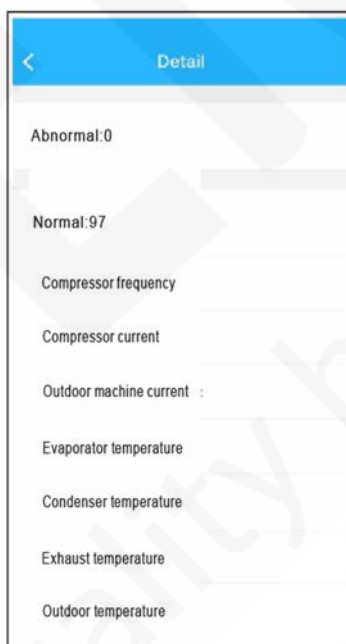 Detail
Abnormal:0
Normal:97
Compressor frequency
Compressor current
Outdoor machine current :
Evaporator temperature
Condenser temperature
Exhaust temperature
Outdoor temperature